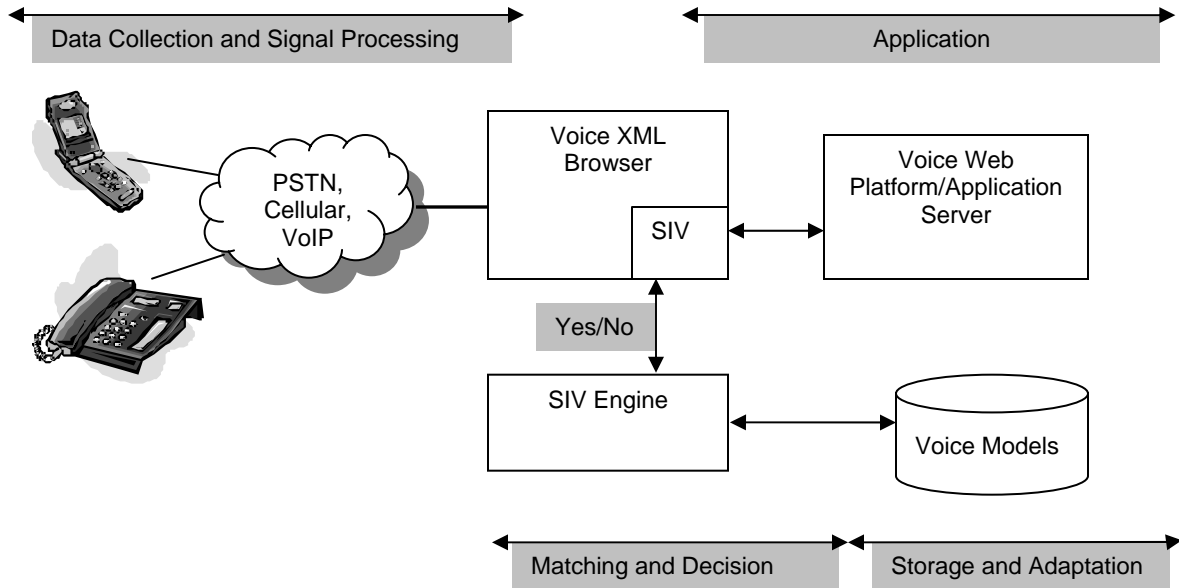 Data Collection and Signal Processing
Application
Voice XML
Browser
SIV
PSTN,
Cellular,
VoIP
Voice Web
Platform/Application
Server
Yes/No
SIV Engine
Voice Models
Matching and Decision
Storage and Adaptation